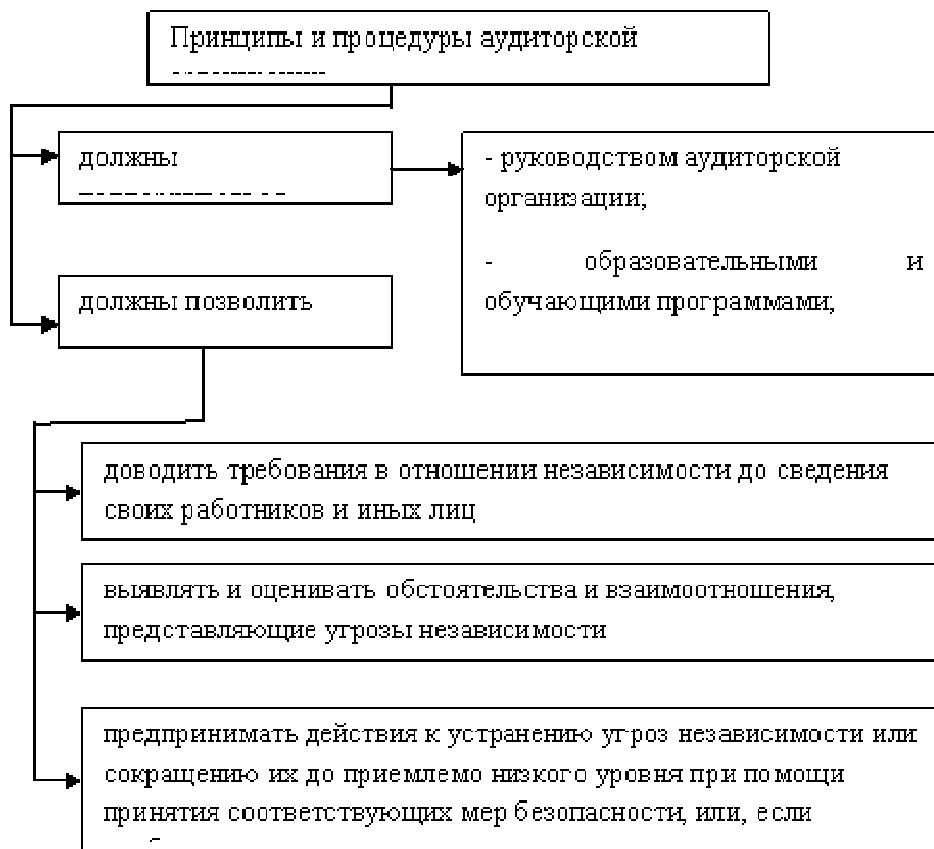 Принципы и процедуры аудиторской
должны
- руководством аудиторской
организации;
- образовательными и
обучающими программами;
должны позволить
доводить требования в отношении независимости до сведения
своих работников и иных лиц
выявлять и оценивать обстоятельства и взаимоотношения,
представляющие угрозы независимости
предпринимать действия к устранению угроз независимости или
сокращению их до приемлемо низкого уровня при помощи
принятия соответствующих мер безопасности, или, если